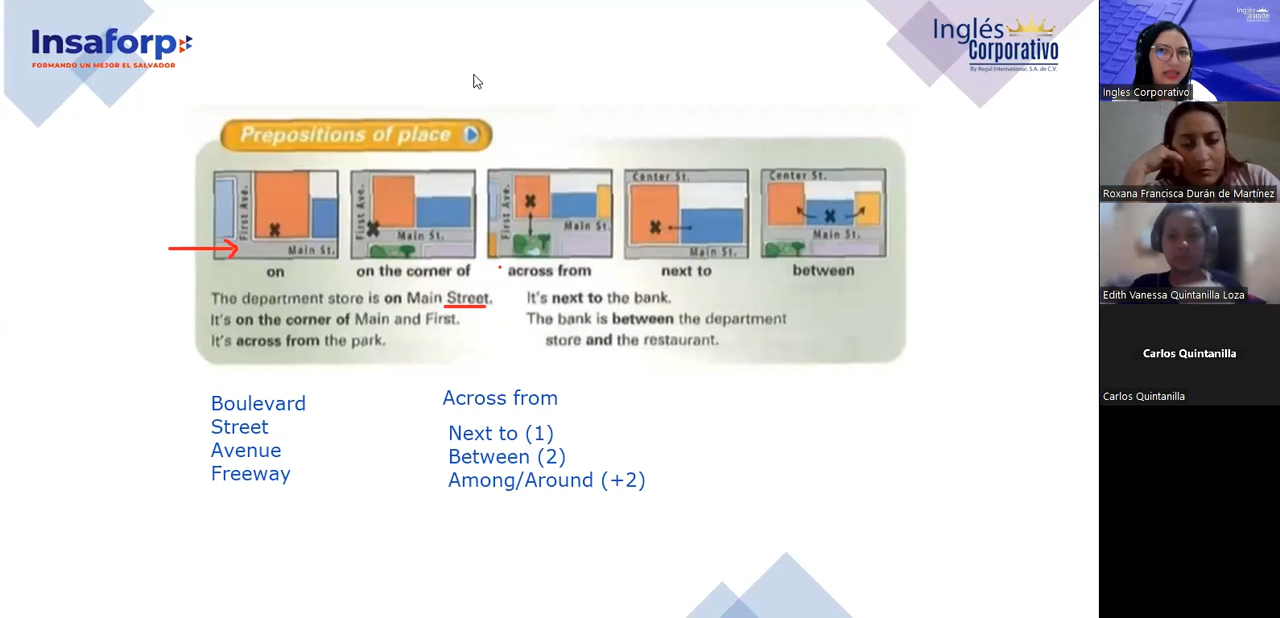 Insaforp
FORMANDO UN MEJOR EL SALVADOR
Inglés
Corporativo
By Regal International, S.A. de C.V.
Prepositions of place
First Ave.
Main St.
First Ave.
Main St.
First Ave.
Main St.
Center St.
Main St.
Center St.
Main St.
on
on the corner of
across from
next to
between
The department store is on Main Street.
It's on the corner of Main and First.
It's across from the park.
It's next to the bank.
The bank is between the department
store and the restaurant.
Boulevard
Street
Avenue
Freeway
Across from
Next to (1)
Between (2)
Among/Around (+2)
Ingles Corporativo
Roxana Francisca Durán de Martínez
Edith Vanessa Quintanilla Loza
Carlos Quintanilla
Carlos Quintanilla